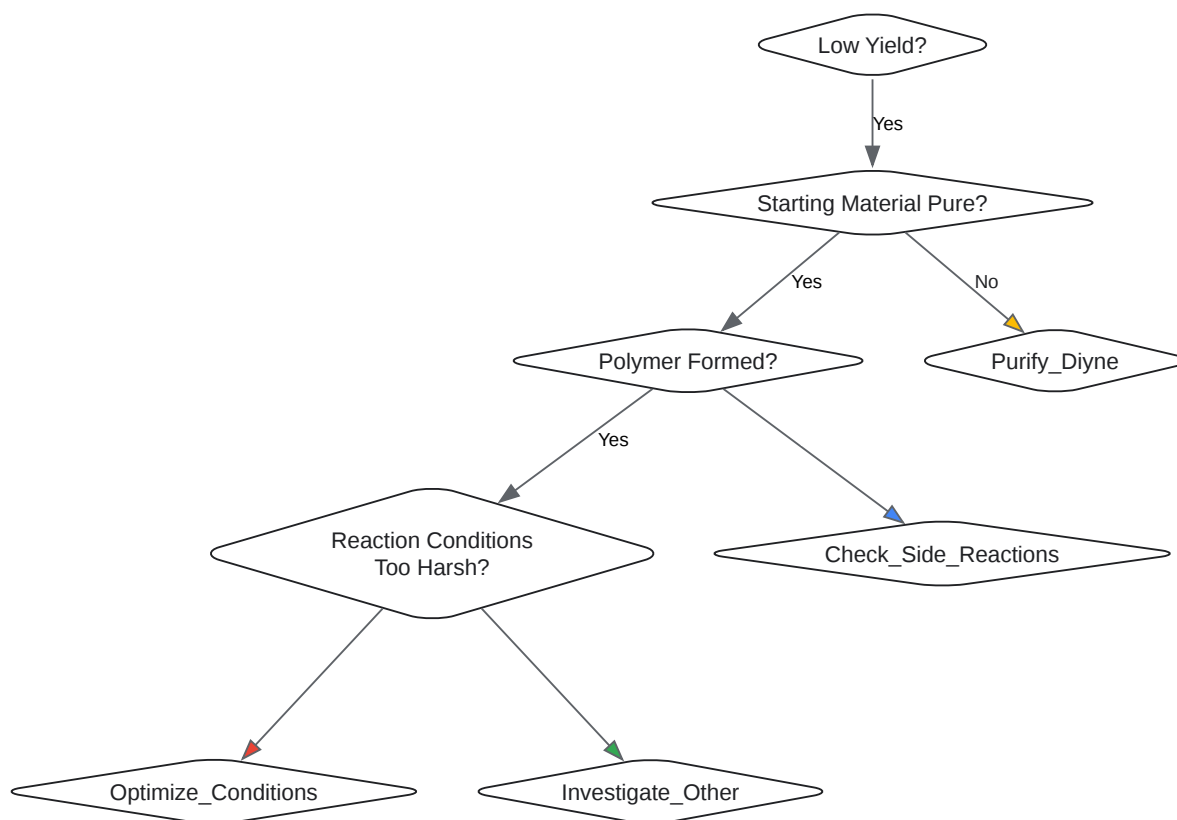 Low Yield?
Yes
Starting Material Pure?
Yes
No
Polymer Formed?
Purify_Diyne
Yes
Reaction Conditions
Too Harsh?
Check_Side_Reactions
Optimize_Conditions
Investigate_Other